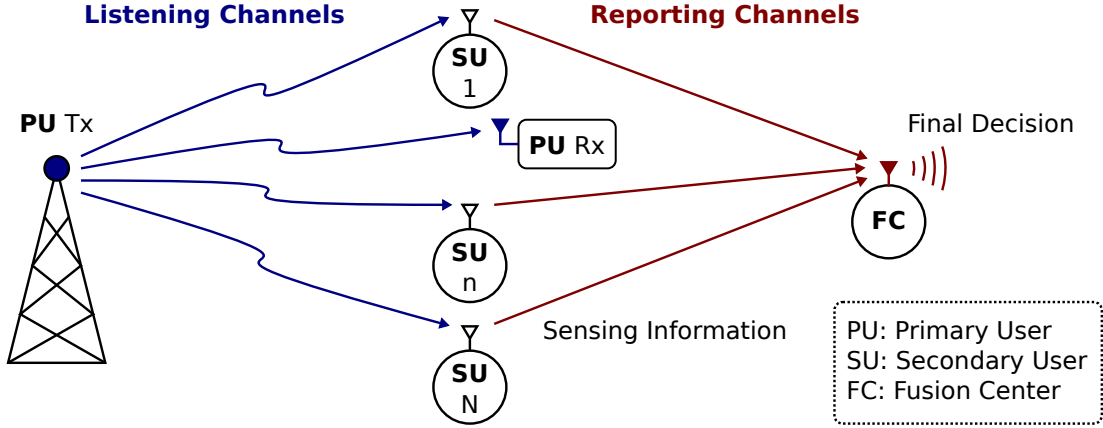 Listening Channels
Reporting Channels
SU
1
PU Tx
PU Rx
Final Decision
SU
n
FC
Sensing Information
SU
N
PU: Primary User
SU: Secondary User
FC: Fusion Center